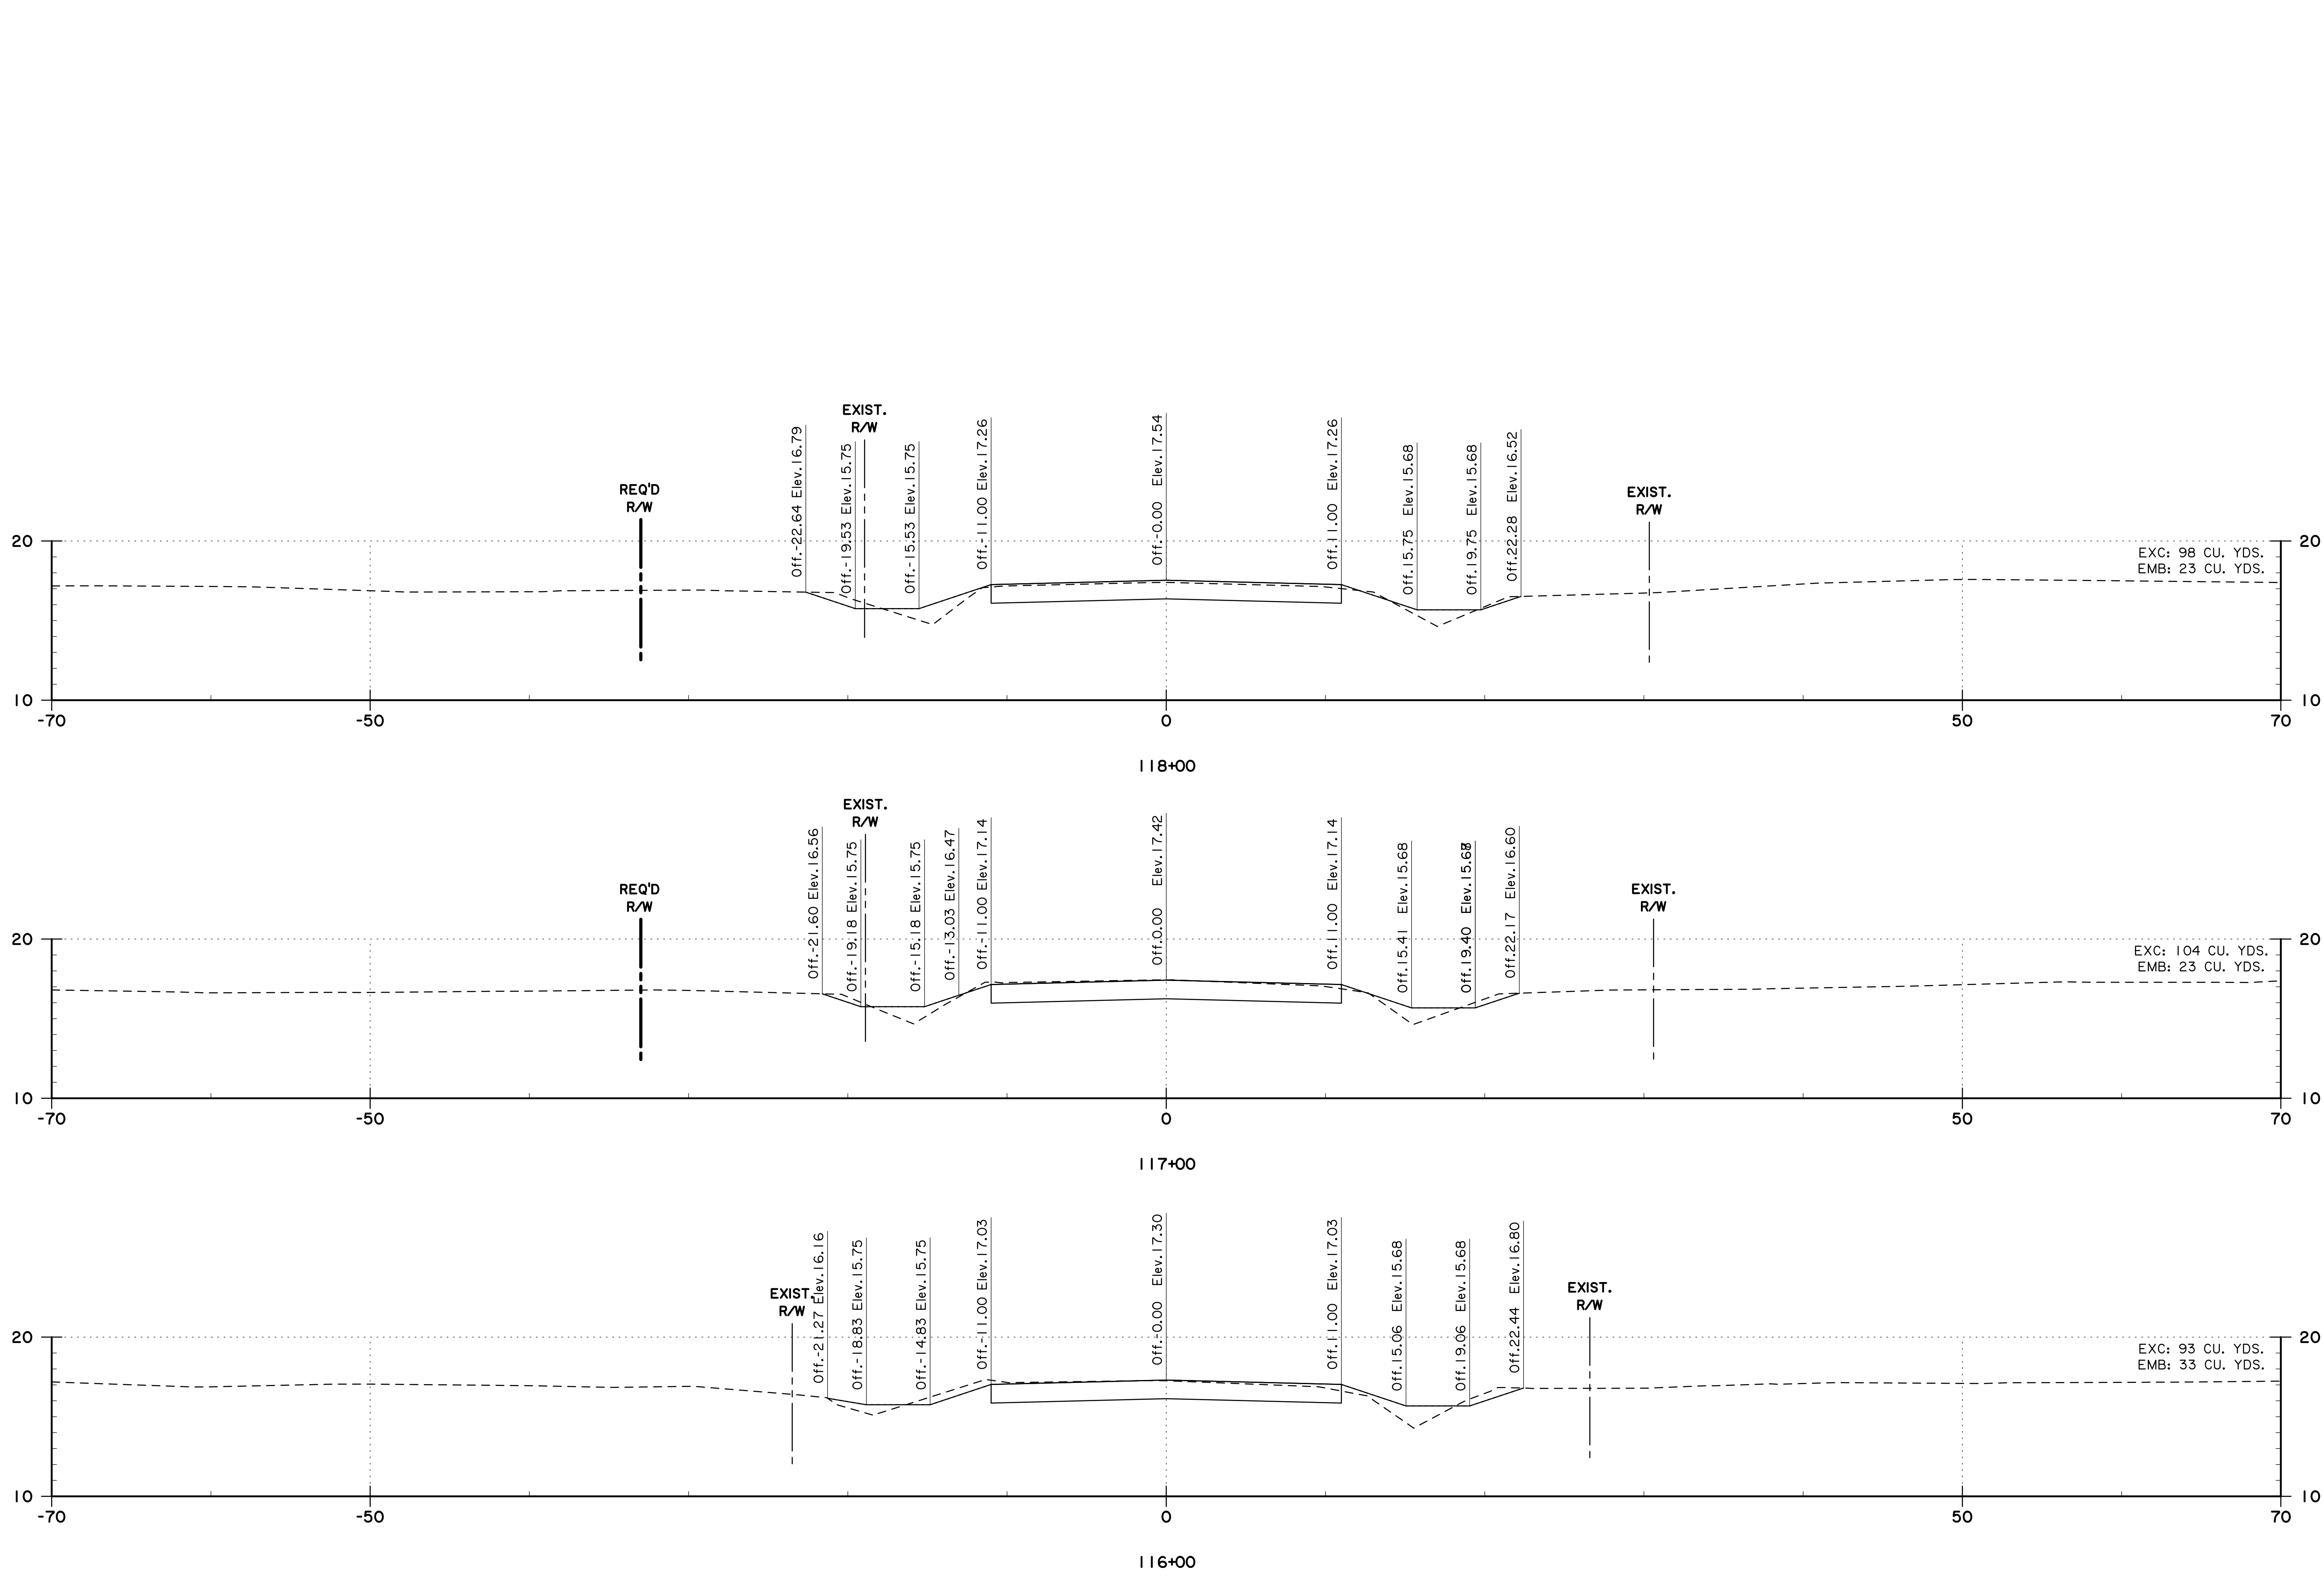 EXIST.
R/W
Off.-22.64 Elev.16.79
Off.-19.53 Elev.15.75
Off.-15.53 Elev.15.75
Off.-11.00 Elev.17.26
Off.-0.00 Elev.17.54
Off.11.00 Elev.17.26
Off.15.75 Elev.15.68
Off.19.75 Elev.15.68
Off.22.28 Elev.16.52
REQ'D
R/W
EXIST.
R/W
20
20
EXC: 98 CU. YDS.
EMB: 23 CU. YDS.
10
10
-70
-50
0
50
70
118+00
EXIST.
R/W
Off.-21.60 Elev.16.56
Off.-19.18 Elev.15.75
Off.-15.18 Elev.15.75
Off.-13.03 Elev.16.47
Off.-11.00 Elev.17.14
Off.0.00 Elev.17.42
Off.11.00 Elev.17.14
Off.15.41 Elev.15.68
Off.19.40
Off.22.17 Elev.16.60
REQ'D
R/W
EXIST.
R/W
20
20
EXC: 104 CU. YDS.
EMB: 23 CU. YDS.
10
10
-70
-50
0
50
70
117+00
Off.-21.27 Elev.16.16
Off.-18.83 Elev.15.75
Off.-14.83 Elev.15.75
Off.-11.00 Elev.17.03
Off.-0.00 Elev.17.30
Off.11.00 Elev.17.03
Off.15.06 Elev.15.68
Off.19.06 Elev.15.68
Off.22.44 Elev.16.80
EXIST.
R/W
EXIST.
R/W
20
20
EXC: 93 CU. YDS.
EMB: 33 CU. YDS.
10
10
-70
-50
0
50
70
116+00